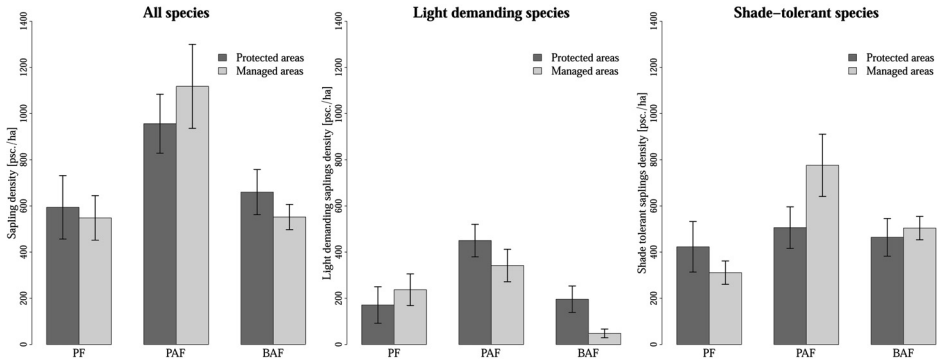 All species
Sapling density [psc./ha]
1400
1200
1000
800
600
400
200
0
Protected areas
Managed areas
PF PAF BAF
Light demanding species
Light demanding saplings density [psc./ha]
1400
1200
1000
800
600
400
200
0
Protected areas
Managed areas
PF PAF BAF
Shade−tolerant species
Shade tolerant saplings density [psc./ha]
1400
1200
1000
800
600
400
200
0
Protected areas
Managed areas
PF PAF BAF